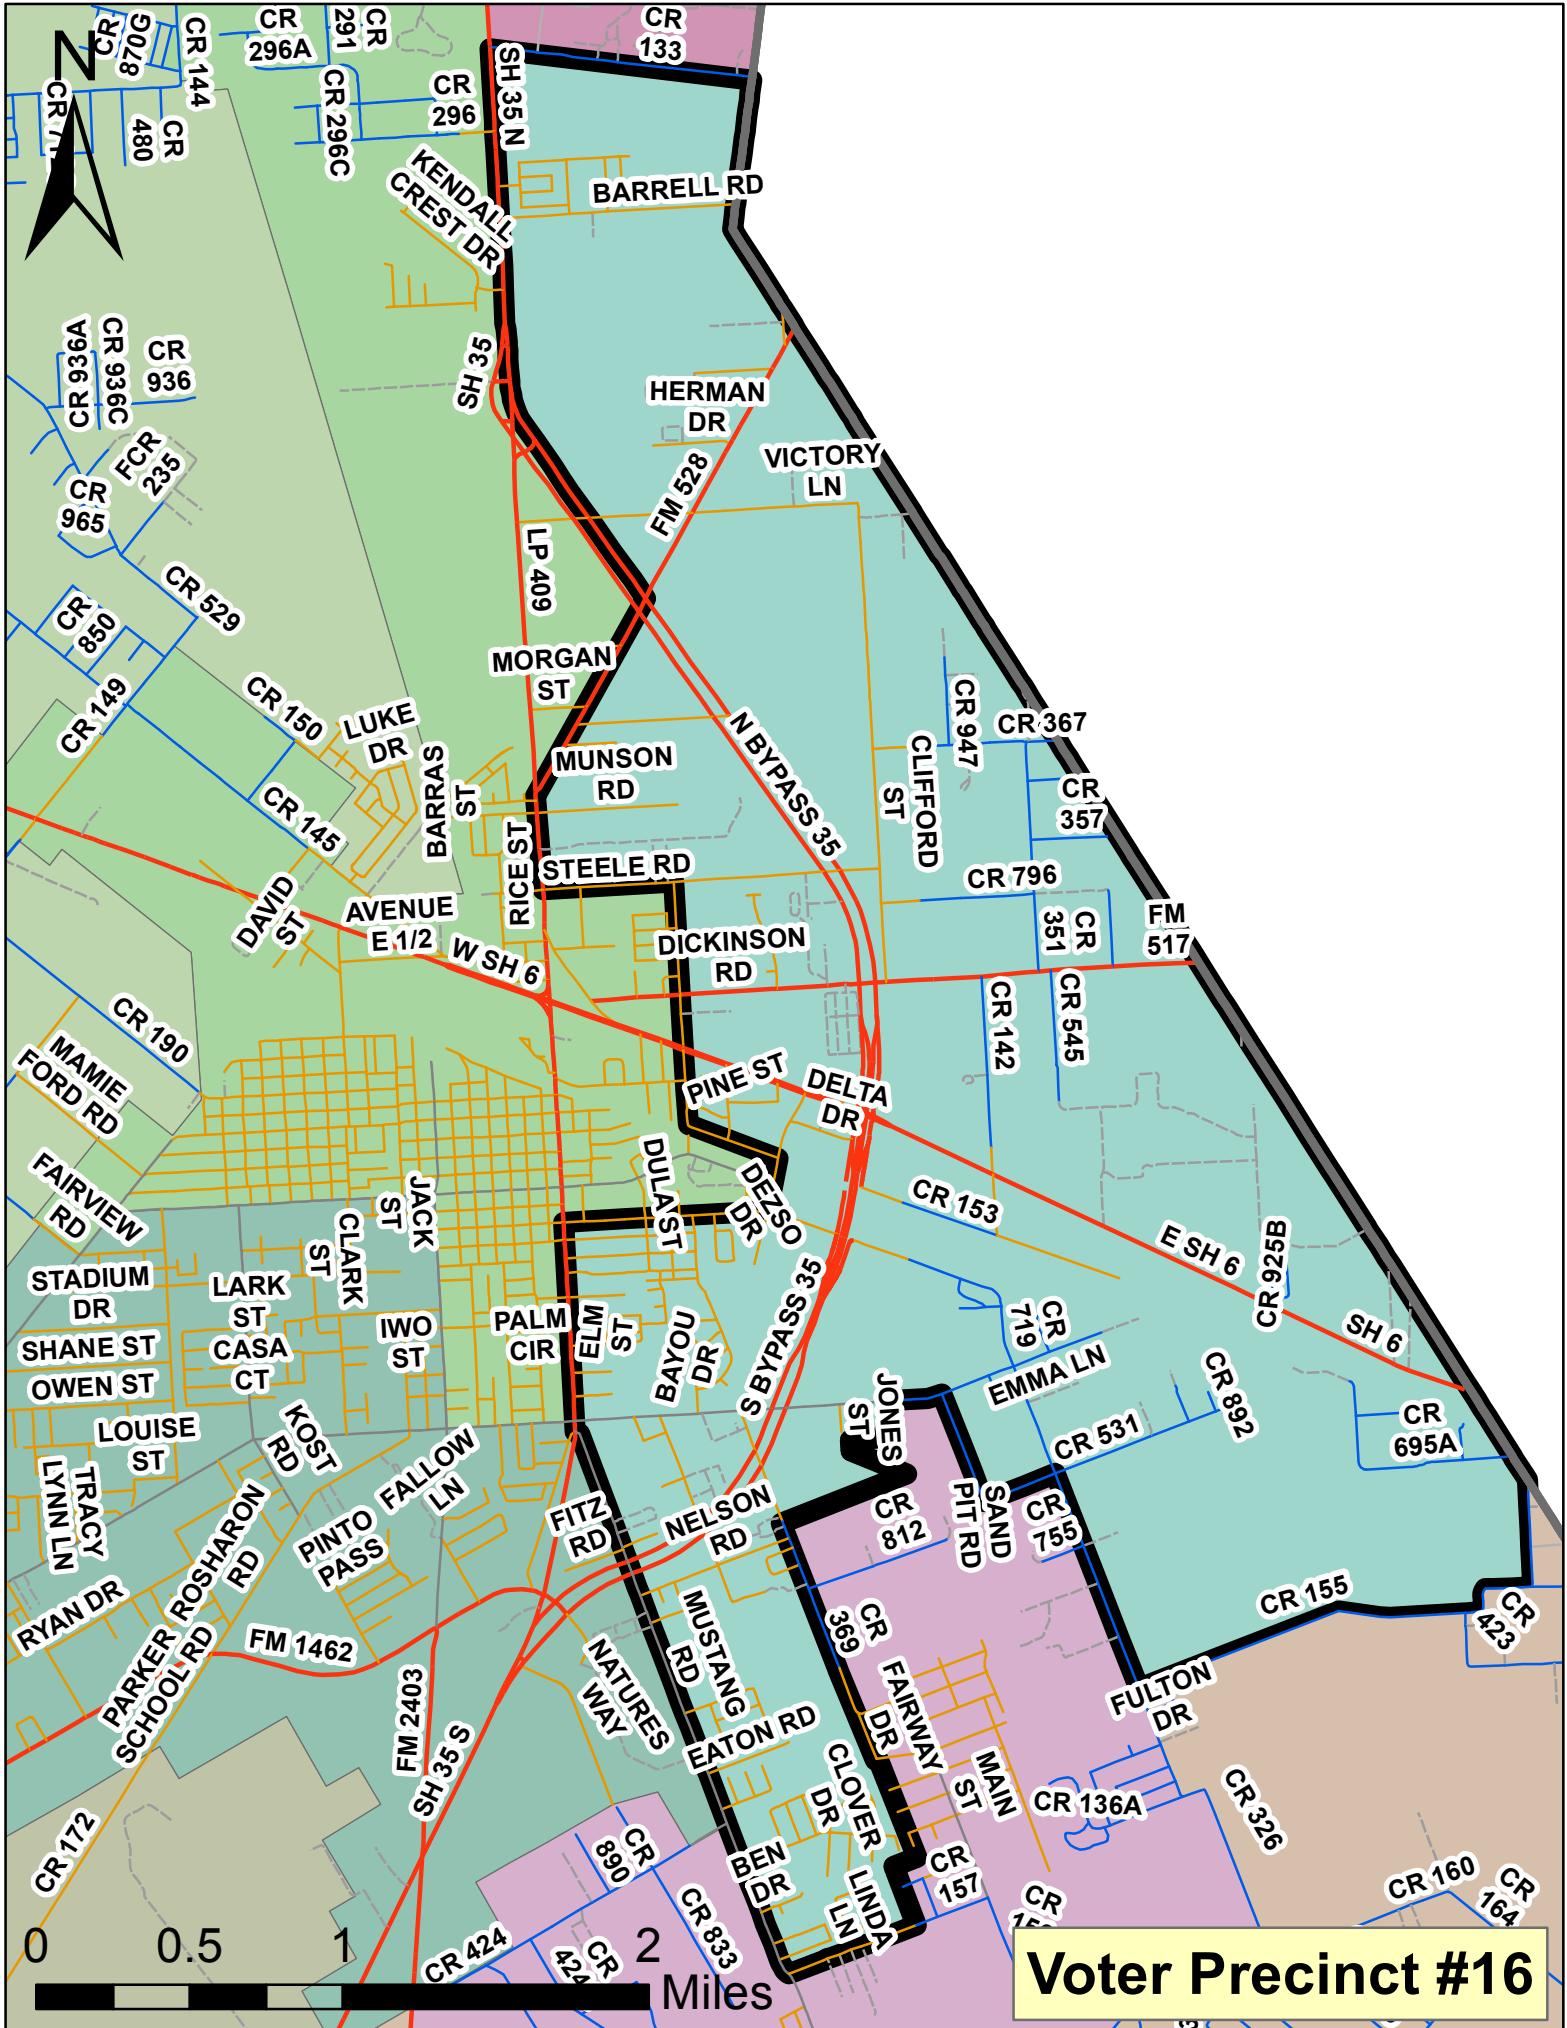 N
CR
870G
CR 144
CR
296A
CR
291
CR
133
CR
480
CR 296C
CR
296
SH 35 N
BARRELL RD
KENDALL
CREST DR
CR 936A
CR 936C
CR
936
SH 35
HERMAN
DR
FCR
235
CR
965
FM 528
VICTORY
LN
LP 409
CR 529
CR
850
MORGAN
ST
CR 149
CR 150
LUKE
DR
N BYPASS 35
CR 947
CR 367
CLIFFORD
ST
MUNSON
RD
BARRAS
ST
CR
357
CR 145
RICE ST
STEELE RD
CR 796
DAVID
ST
AVENUE
E 1/2
W SH 6
DICKINSON
RD
CR
351
FM
517
CR 190
CR 142
CR 545
MAMIE
FORD RD
PINE ST
DELTA
DR
FAIRVIEW
RD
JACK
ST
DULA ST
DEZSO
DR
CR 153
CLARK
ST
E SH 6
CR 925B
STADIUM
DR
LARK
ST
SHANE ST
CASA
CT
IWO
ST
PALM
CIR
ELM
ST
BAYOU
DR
S BYPASS 35
CR
719
SH 6
OWEN ST
EMMA LN
JONES
ST
CR 892
LOUISE
ST
KOST
RD
CR 531
CR
695A
TRACY
LYNN LN
FALLOW
LN
PINTO
PASS
FITZ
RD
NELSON
RD
CR
812
SAND
PIT RD
CR
755
RYAN DR
ROSHARON
RD
PARKER
SCHOOL RD
FM 1462
MUSTANG
RD
CR
369
CR 155
CR
423
NATURES
WAY
FM 2403
SH 35 S
EATON RD
FAIRWAY
DR
FULTON
DR
CLOVER
DR
MAIN
ST
CR 136A
CR 326
CR 172
CR
890
BEN
DR
LINDA
LN
CR
157
CR 160
CR
164
CR 833
CR 424
CR
424
CR
0 0.5 1 2
Miles
Voter Precinct #16